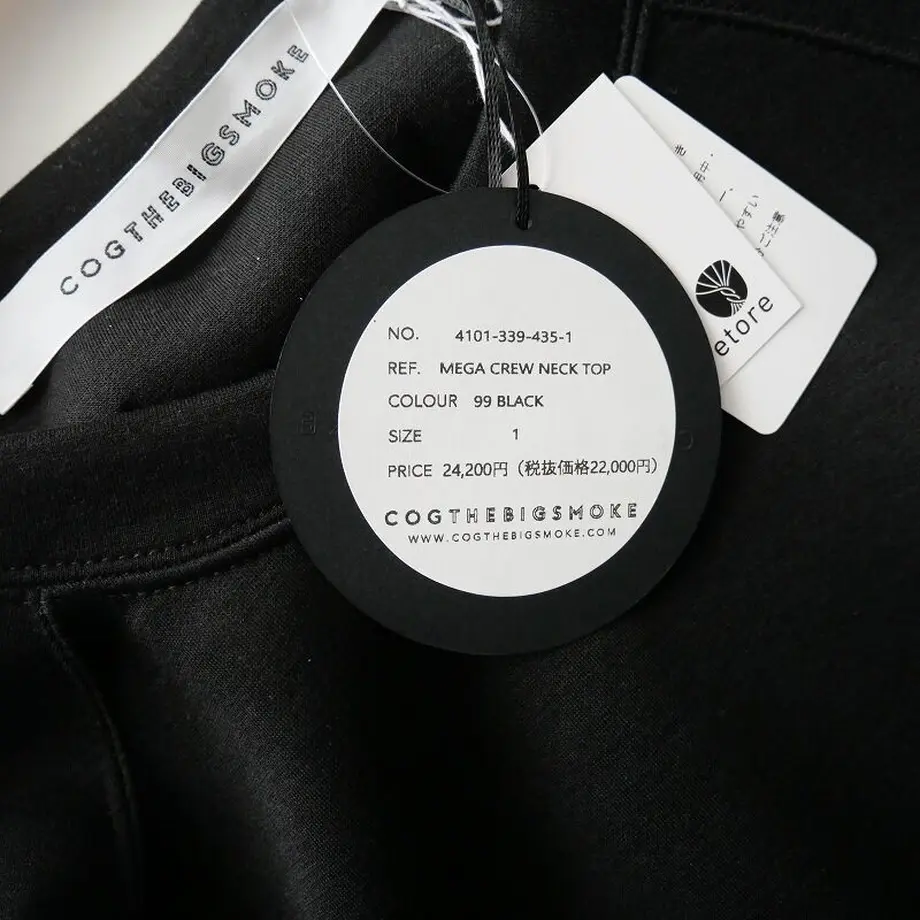 COGTHEBIGSMOKE
NO. 4101-339-435-1
REF. MEGA CREW NECK TOP
COLOUR 99 BLACK
SIZE 1
PRICE 24,200円（税抜価格22,000円）
COGTHEBIGSMOKE
WWW.COGTHEBIGSMOKE.COM
etore